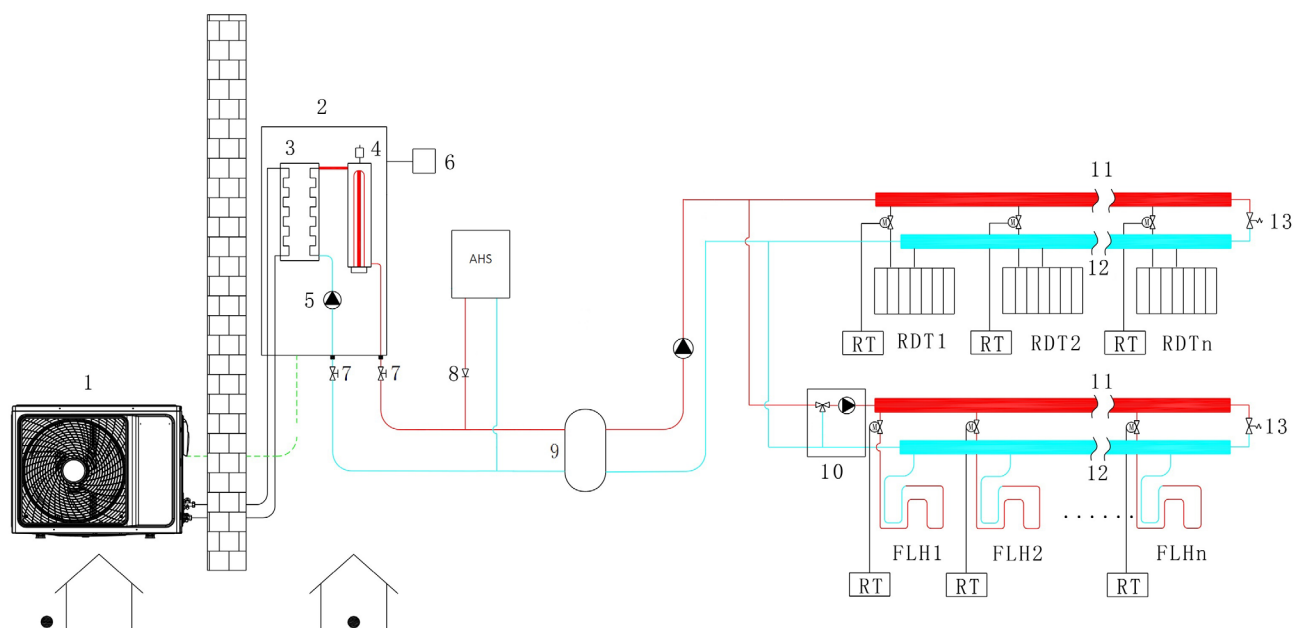 2
3
4
6
5
7
7
1
AHS
8
9
10
11
12
13
RT
RDT1
RT
RDT2
RT
RDTn
11
12
13
FLH1
FLH2
......
FLHn
RT
RT
RT
M
M
M
M
M
M